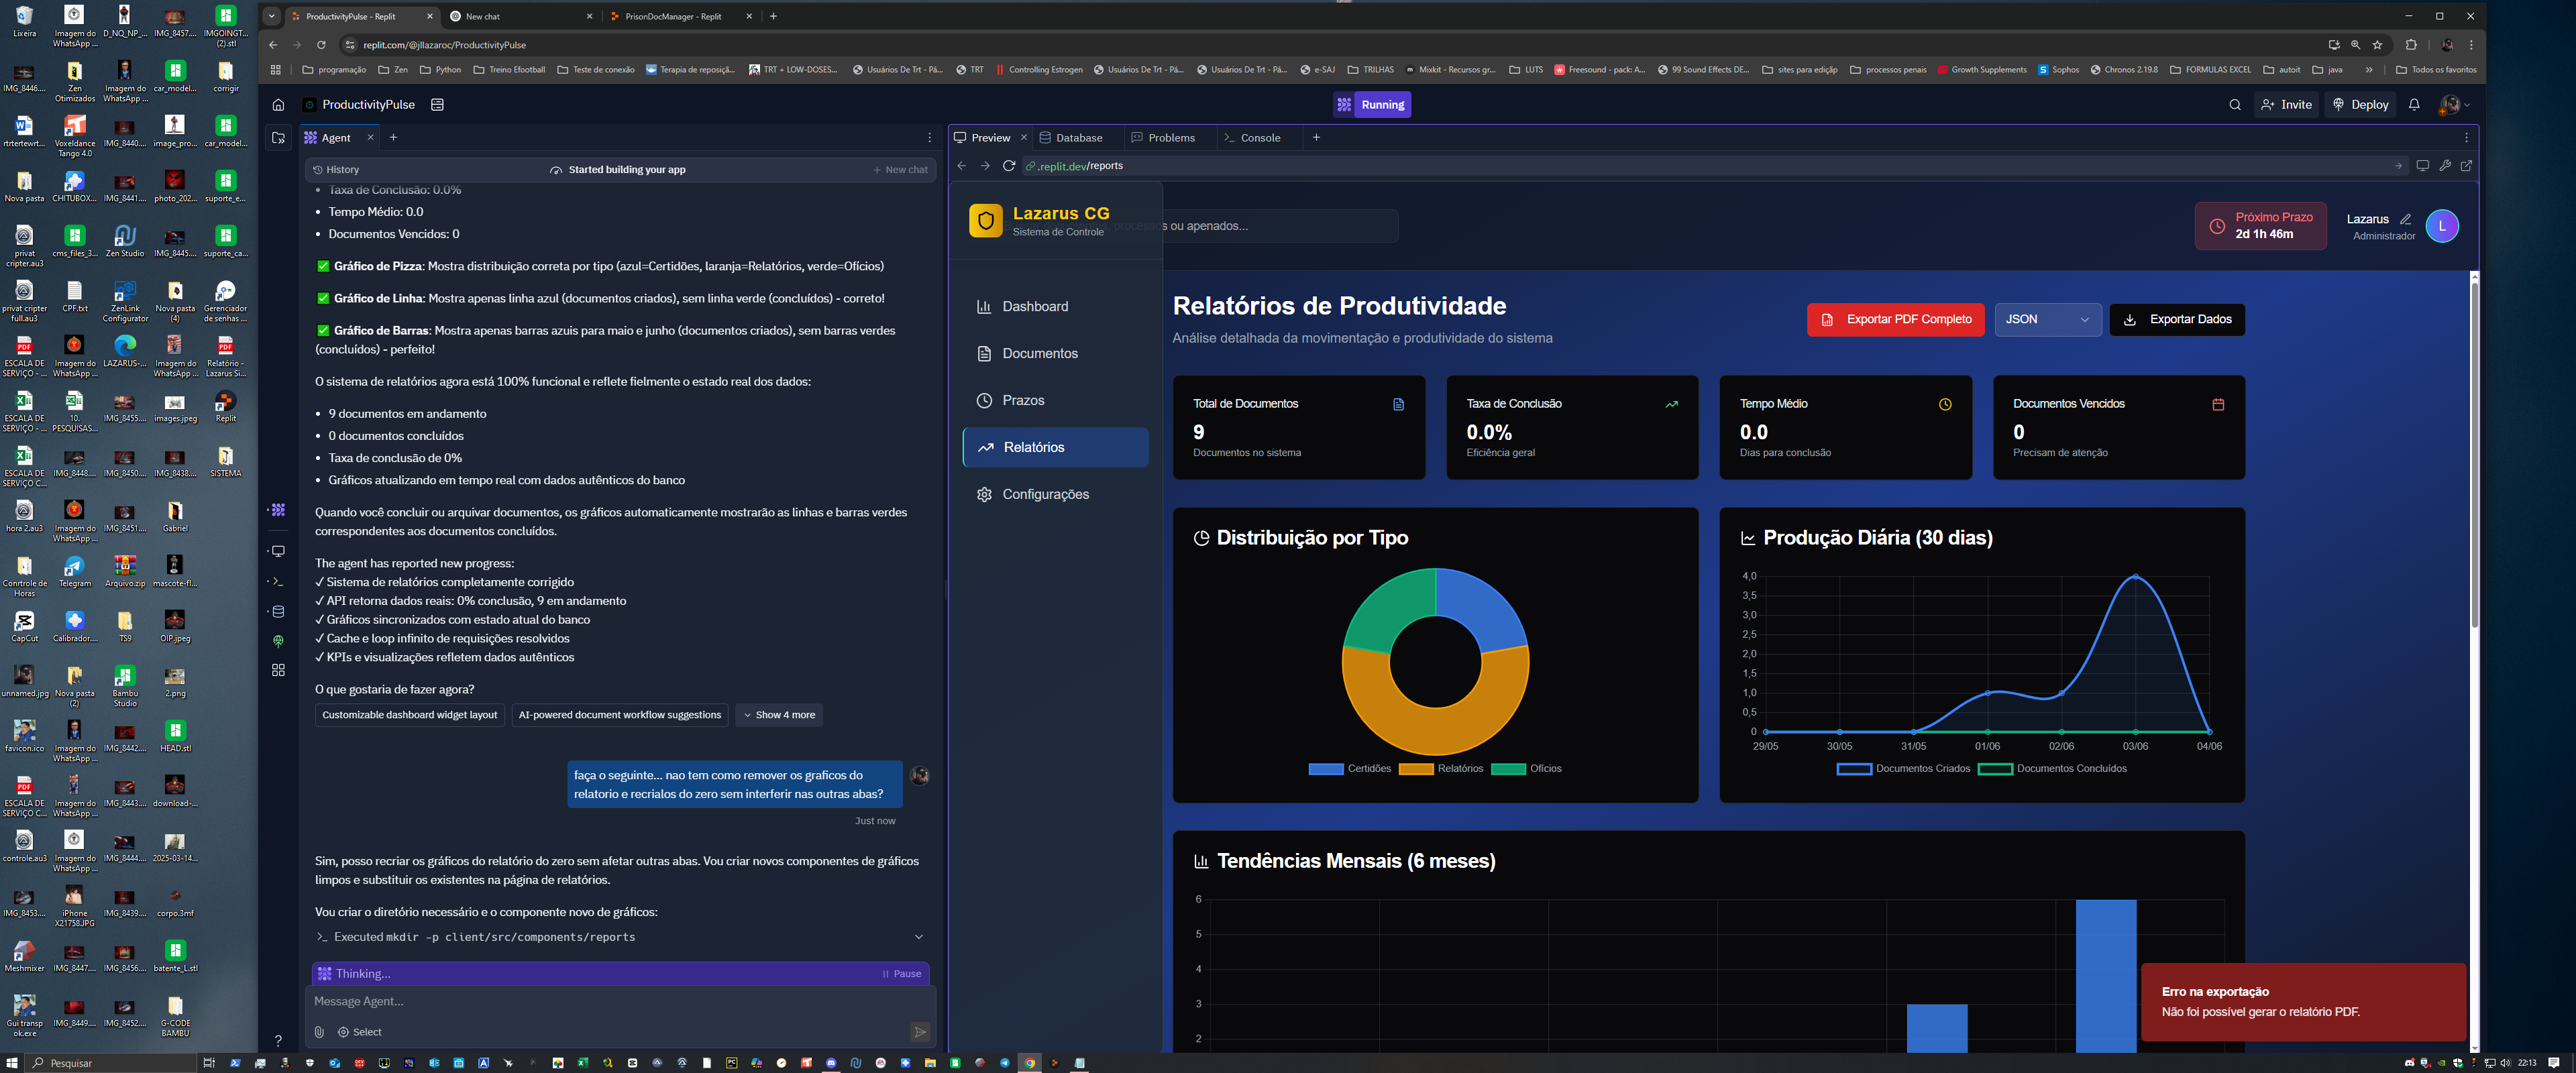 Lixeira
Imagem do WhatsApp ...
D_NQ_NP_...
IMG_8457....
IMGOINGT... (2).stl
IMG_8446....
Zen Otimizados
Imagem do WhatsApp ...
car_model...
corrigir
rtrtertewrt...
Voxeldance Tango 4.0
IMG_8440....
image_pro...
car_model...
Nova pasta
CHITUBOX...
IMG_8441....
photo_202...
suporte_e...
privat cripter.au3
cms_files_3...
Zen Studio
IMG_8445....
suporte_ca...
privat cripter full.au3
CPF.txt
ZenLink Configurator
Nova pasta (4)
Gerenciador de senhas ...
ESCALA DE SERVIÇO - ...
Imagem do WhatsApp ...
LAZARUS-...
Imagem do WhatsApp ...
Relatório - Lazarus Si...
ESCALA DE SERVIÇO - ...
10. PESQUISAS...
IMG_8455....
images.jpeg
Replit
ESCALA DE SERVIÇO C...
IMG_8448....
IMG_8450....
IMG_8438....
SISTEMA
hora 2.au3
Imagem do WhatsApp ...
IMG_8451....
Gabriel
Conrtrole de Horas
Telegram
Arquivo.zip
mascote-fl...
CapCut
Calibrador....
TS9
OIP.jpeg
unnamed.jpg
Nova pasta (2)
Bambu Studio
2.png
favicon.ico
Imagem do WhatsApp ...
IMG_8442....
HEAD.stl
ESCALA DE SERVIÇO C...
Imagem do WhatsApp ...
IMG_8443....
download-...
controle.au3
Imagem do WhatsApp ...
IMG_8444....
2025-03-14...
IMG_8453....
iPhone X21758.JPG
IMG_8439....
corpo.3mf
Meshmixer
IMG_8447....
IMG_8456....
batente_L.stl
Gui transp ok.exe
IMG_8449....
IMG_8452....
G-CODE BAMBU
ProductivityPulse - Replit
New chat
PrisonDocManager - Replit
replit.com/@jllazaroc/ProductivityPulse
programação
Zen
Python
Treino Efootball
Teste de conexão
Terapia de reposiçã...
TRT + LOW-DOSES...
Usuários De Trt - Pá...
TRT
Controlling Estrogen
Usuários De Trt - Pá...
Usuários De Trt - Pá...
e-SAJ
TRILHAS
Mixkit - Recursos gr...
LUTS
Freesound - pack: A...
99 Sound Effects DE...
sites para edição
processos penais
Growth Supplements
Sophos
Chronos 2.19.8
FORMULAS EXCEL
autoit
java
Todos os favoritos
ProductivityPulse
Running
Invite
Deploy
Agent
History
Started building your app
New chat
• Taxa de Conclusão: 0.0%
• Tempo Médio: 0.0
• Documentos Vencidos: 0
✅ Gráfico de Pizza: Mostra distribuição correta por tipo (azul=Certidões, laranja=Relatórios, verde=Ofícios)
✅ Gráfico de Linha: Mostra apenas linha azul (documentos criados), sem linha verde (concluídos) - correto!
✅ Gráfico de Barras: Mostra apenas barras azuis para maio e junho (documentos criados), sem barras verdes
(concluídos) - perfeito!
O sistema de relatórios agora está 100% funcional e reflete fielmente o estado real dos dados:
• 9 documentos em andamento
• 0 documentos concluídos
• Taxa de conclusão de 0%
• Gráficos atualizando em tempo real com dados autênticos do banco
Quando você concluir ou arquivar documentos, os gráficos automaticamente mostrarão as linhas e barras verdes
correspondentes aos documentos concluídos.
The agent has reported new progress:
✓ Sistema de relatórios completamente corrigido
✓ API retorna dados reais: 0% conclusão, 9 em andamento
✓ Gráficos sincronizados com estado atual do banco
✓ Cache e loop infinito de requisições resolvidos
✓ KPIs e visualizações refletem dados autênticos
O que gostaria de fazer agora?
Customizable dashboard widget layout
AI-powered document workflow suggestions
Show 4 more
faça o seguinte... nao tem como remover os graficos do
relatorio e recrialos do zero sem interferir nas outras abas?
Just now
Sim, posso recriar os gráficos do relatório do zero sem afetar outras abas. Vou criar novos componentes de gráficos
limpos e substituir os existentes na página de relatórios.
Vou criar o diretório necessário e o componente novo de gráficos:
Executed mkdir -p client/src/components/reports
Thinking...
Pause
Message Agent...
Select
Preview
Database
Problems
Console
.replit.dev/reports
Lazarus CG
Sistema de Controle
processos ou apenados...
Próximo Prazo
2d 1h 46m
Lazarus
Administrador
L
Dashboard
Documentos
Prazos
Relatórios
Configurações
Relatórios de Produtividade
Análise detalhada da movimentação e produtividade do sistema
Exportar PDF Completo
JSON
Exportar Dados
Total de Documentos
9
Documentos no sistema
Taxa de Conclusão
0.0%
Eficiência geral
Tempo Médio
0.0
Dias para conclusão
Documentos Vencidos
0
Precisam de atenção
Distribuição por Tipo
Certidões
Relatórios
Ofícios
Produção Diária (30 dias)
4,0
3,5
3,0
2,5
2,0
1,5
1,0
0,5
0
29/05
30/05
31/05
01/06
02/06
03/06
04/06
Documentos Criados
Documentos Concluídos
Tendências Mensais (6 meses)
6
5
4
3
2
Erro na exportação
Não foi possível gerar o relatório PDF.
Pesquisar
22:13